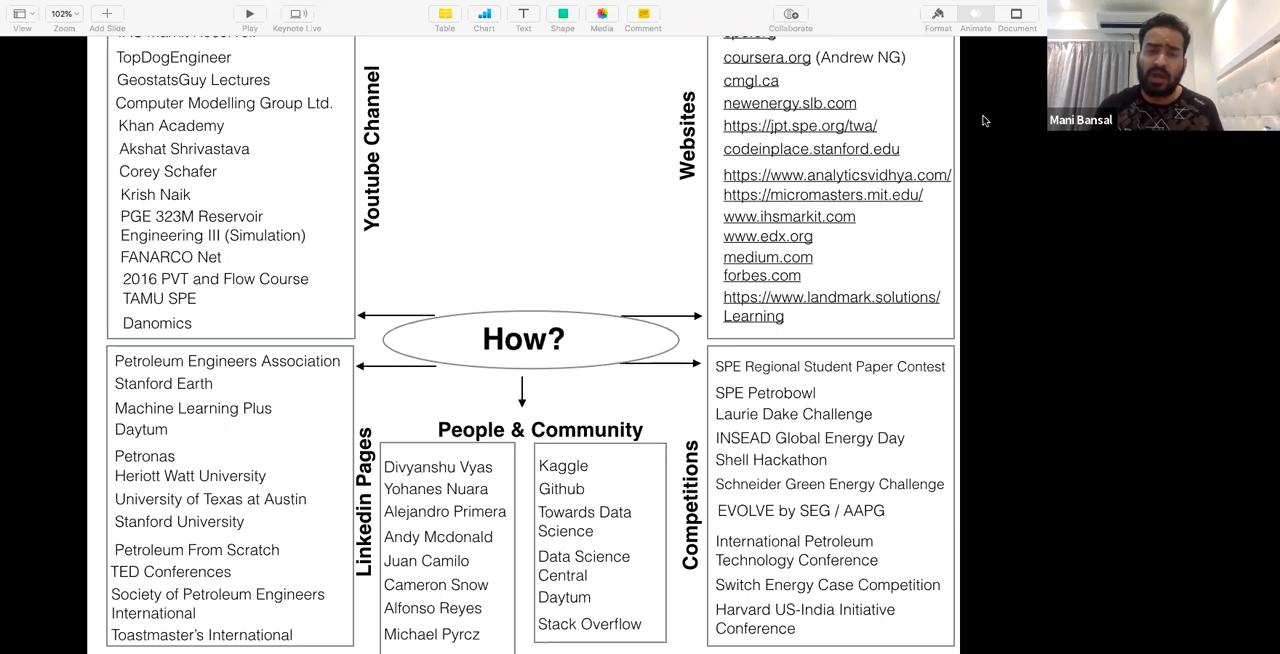 View
102%
Zoom
Add Slide
Play
Keynote Live
Table
Chart
Text
Shape
Media
Comment
Collaborate
Format
Animate
Document
Mani Bansal
TopDogEngineer
GeostatsGuy Lectures
Computer Modelling Group Ltd.
Khan Academy
Akshat Shrivastava
Corey Schafer
Krish Naik
PGE 323M Reservoir
Engineering III (Simulation)
FANARCO Net
2016 PVT and Flow Course
TAMU SPE
Danomics
Youtube Channel
Websites
coursera.org (Andrew NG)
cmgl.ca
newenergy.slb.com
https://jpt.spe.org/twa/
codeinplace.stanford.edu
https://www.analyticsvidhya.com/
https://micromasters.mit.edu/
www.ihsmarkit.com
www.edx.org
medium.com
forbes.com
https://www.landmark.solutions/
Learning
How?
Petroleum Engineers Association
Stanford Earth
Machine Learning Plus
Daytum
Petronas
Heriott Watt University
University of Texas at Austin
Stanford University
Petroleum From Scratch
TED Conferences
Society of Petroleum Engineers
International
Toastmaster's International
Linkedin Pages
People & Community
Divyanshu Vyas
Yohanes Nuara
Alejandro Primera
Andy Mcdonald
Juan Camilo
Cameron Snow
Alfonso Reyes
Michael Pyrcz
Kaggle
Github
Towards Data
Science
Data Science
Central
Daytum
Stack Overflow
Competitions
SPE Regional Student Paper Contest
SPE Petrobowl
Laurie Dake Challenge
INSEAD Global Energy Day
Shell Hackathon
Schneider Green Energy Challenge
EVOLVE by SEG / AAPG
International Petroleum
Technology Conference
Switch Energy Case Competition
Harvard US-India Initiative
Conference